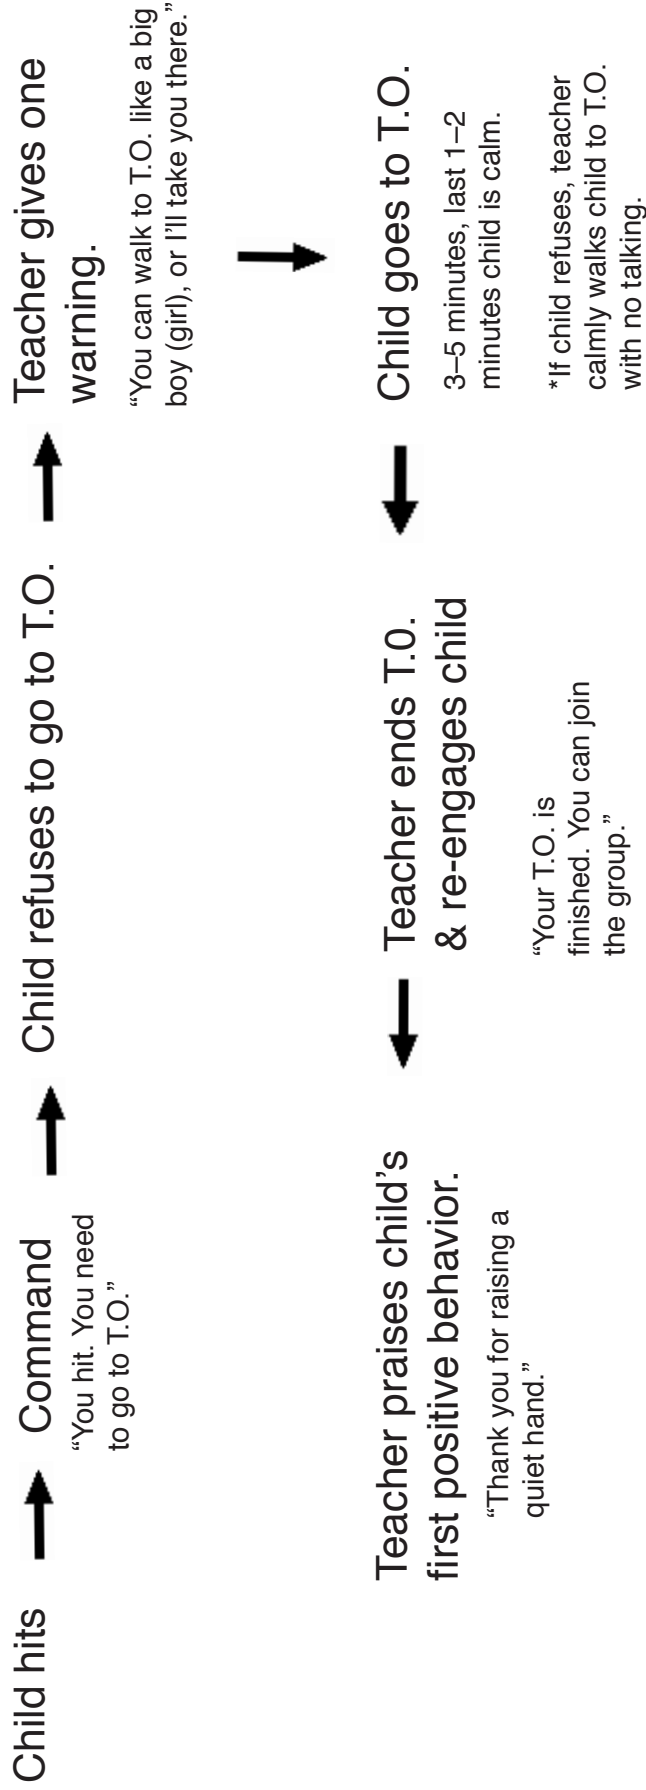 Child hits
Command
“You hit. You need
to go to T.O.”
Child refuses to go to T.O.
Teacher gives one
warning.
“You can walk to T.O. like a big
boy (girl), or I’ll take you there.”
Child goes to T.O.
3–5 minutes, last 1–2
minutes child is calm.
*If child refuses, teacher
calmly walks child to T.O.
with no talking.
Teacher ends T.0.
& re-engages child
“Your T.O. is
finished. You can join
the group.”
Teacher praises child’s
first positive behavior.
“Thank you for raising a
quiet hand.”